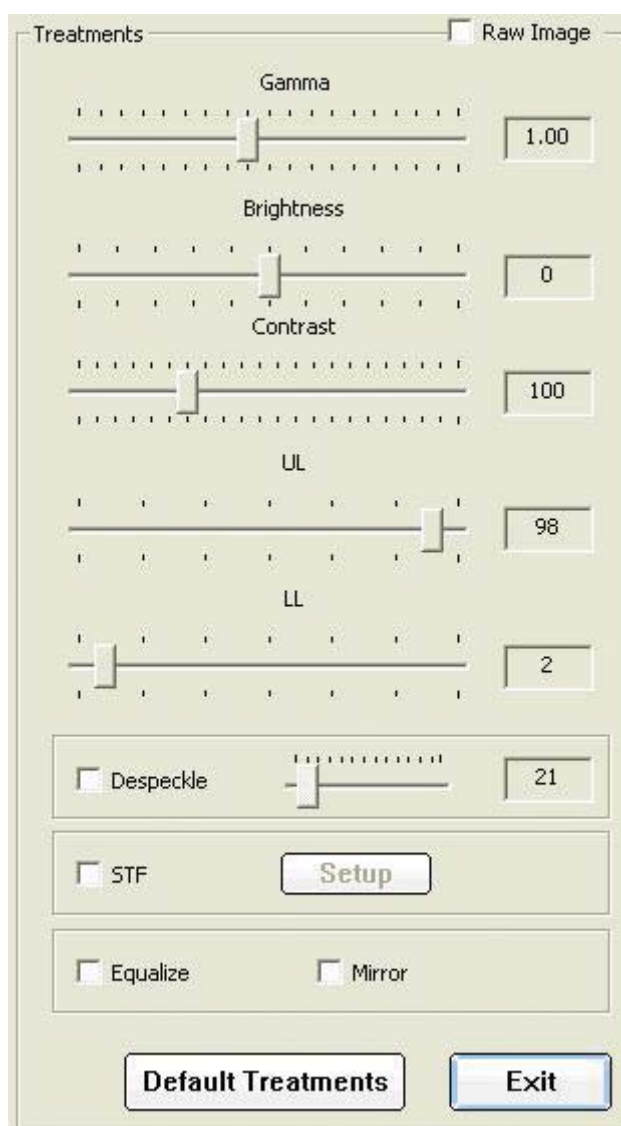 Treatments Raw Image
Gamma
1.00
Brightness
0
Contrast
100
UL
98
LL
2
Despeckle 21
STF Setup
Equalize Mirror
Default Treatments Exit